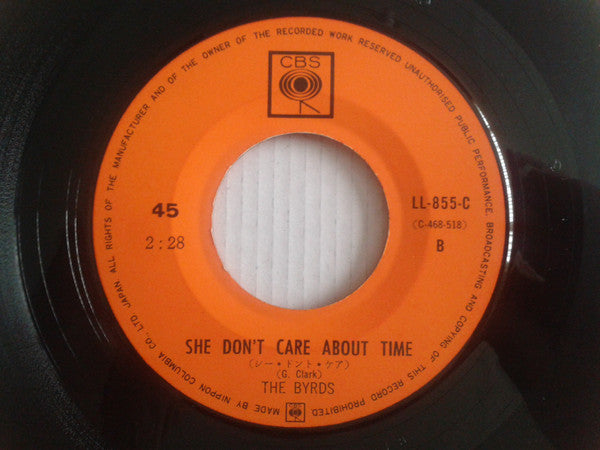 ALL RIGHTS OF THE MANUFACTURER AND OF THE OWNER OF THE RECORDED WORK RESERVED UNAUTHORISED PUBLIC PERFORMANCE, BROADCASTING AND COPYING OF THIS RECORD PROHIBITED
MADE BY NIPPON COLUMBIA CO., LTD. JAPAN
CBS
45
LL-855-C
(C-468-518)
2:28
B
SHE DON'T CARE ABOUT TIME
(シー・ドント・ケア)
(G. Clark)
THE BYRDS
CBS